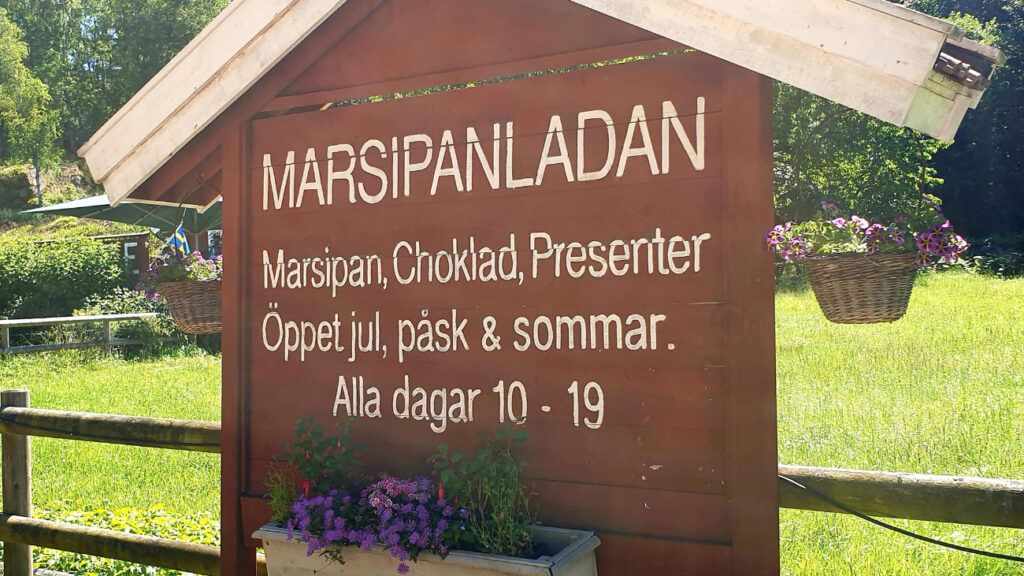 MARSIPANLADAN
Marsipan, Choklad, Presenter
Öppet jul, påsk & sommar.
Alla dagar 10 - 19